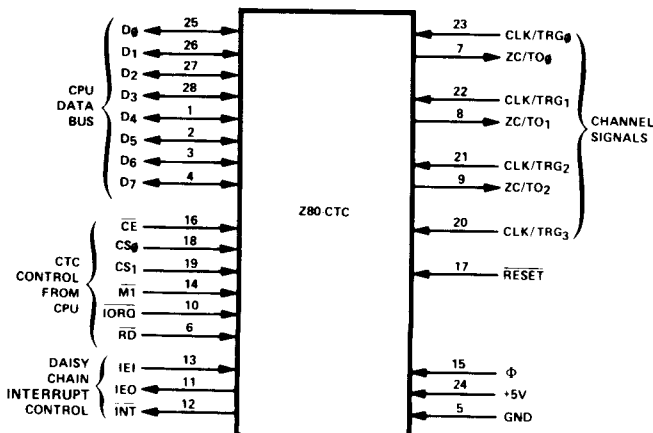 CPU
DATA
BUS
D0 25
D1 26
D2 27
D3 28
D4 1
D5 2
D6 3
D7 4
CTC
CONTROL
FROM
CPU
CE 16
CS0 18
CS1 19
M1 14
IORQ 10
RD 6
DAISY
CHAIN
INTERRUPT
CONTROL
IEI 13
IEO 11
INT 12
Z80-CTC
23 CLK/TRG0
7 ZC/TO0
22 CLK/TRG1
8 ZC/TO1
21 CLK/TRG2
9 ZC/TO2
20 CLK/TRG3
CHANNEL
SIGNALS
17 RESET
15 Φ
24 +5V
5 GND